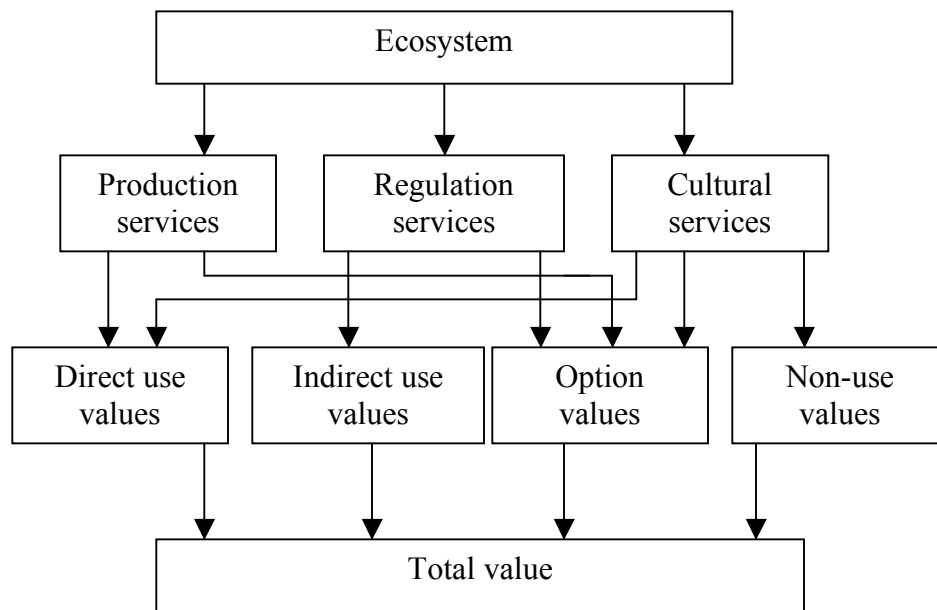 Ecosystem
Production
services
Regulation
services
Cultural
services
Direct use
values
Indirect use
values
Option
values
Non-use
values
Total value